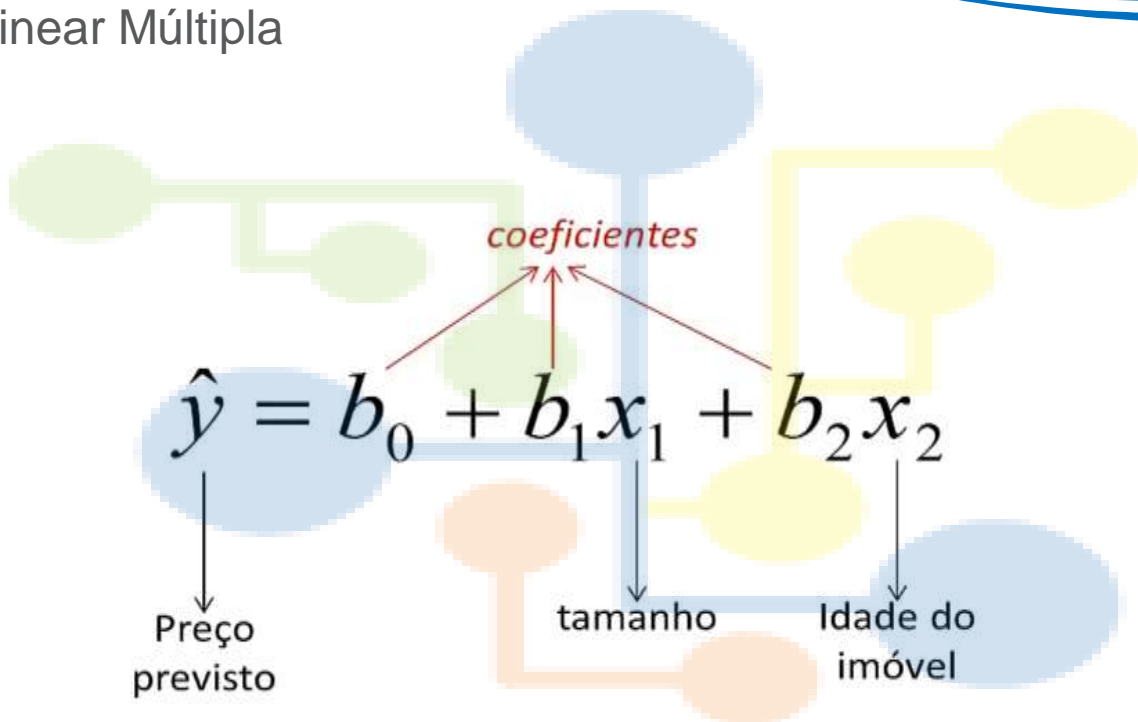 inear Múltipla
coeficientes
ŷ = b₀ + b₁x₁ + b₂x₂
Preço
previsto
tamanho
Idade do
imóvel